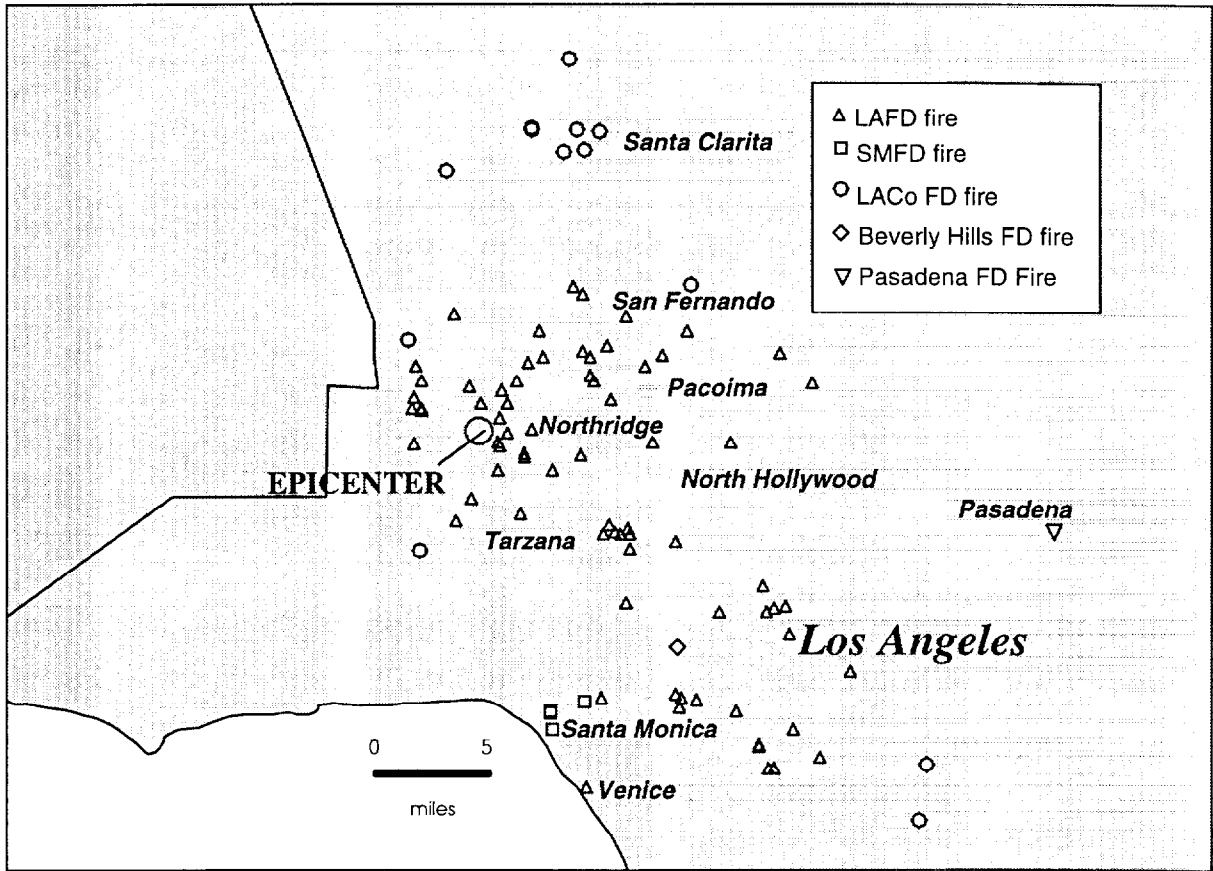 LAFD fire
SMFD fire
LACo FD fire
Beverly Hills FD fire
Pasadena FD Fire
Santa Clarita
San Fernando
Pacoima
Northridge
EPICENTER
North Hollywood
Pasadena
Tarzana
Los Angeles
Santa Monica
0 5
miles
Venice